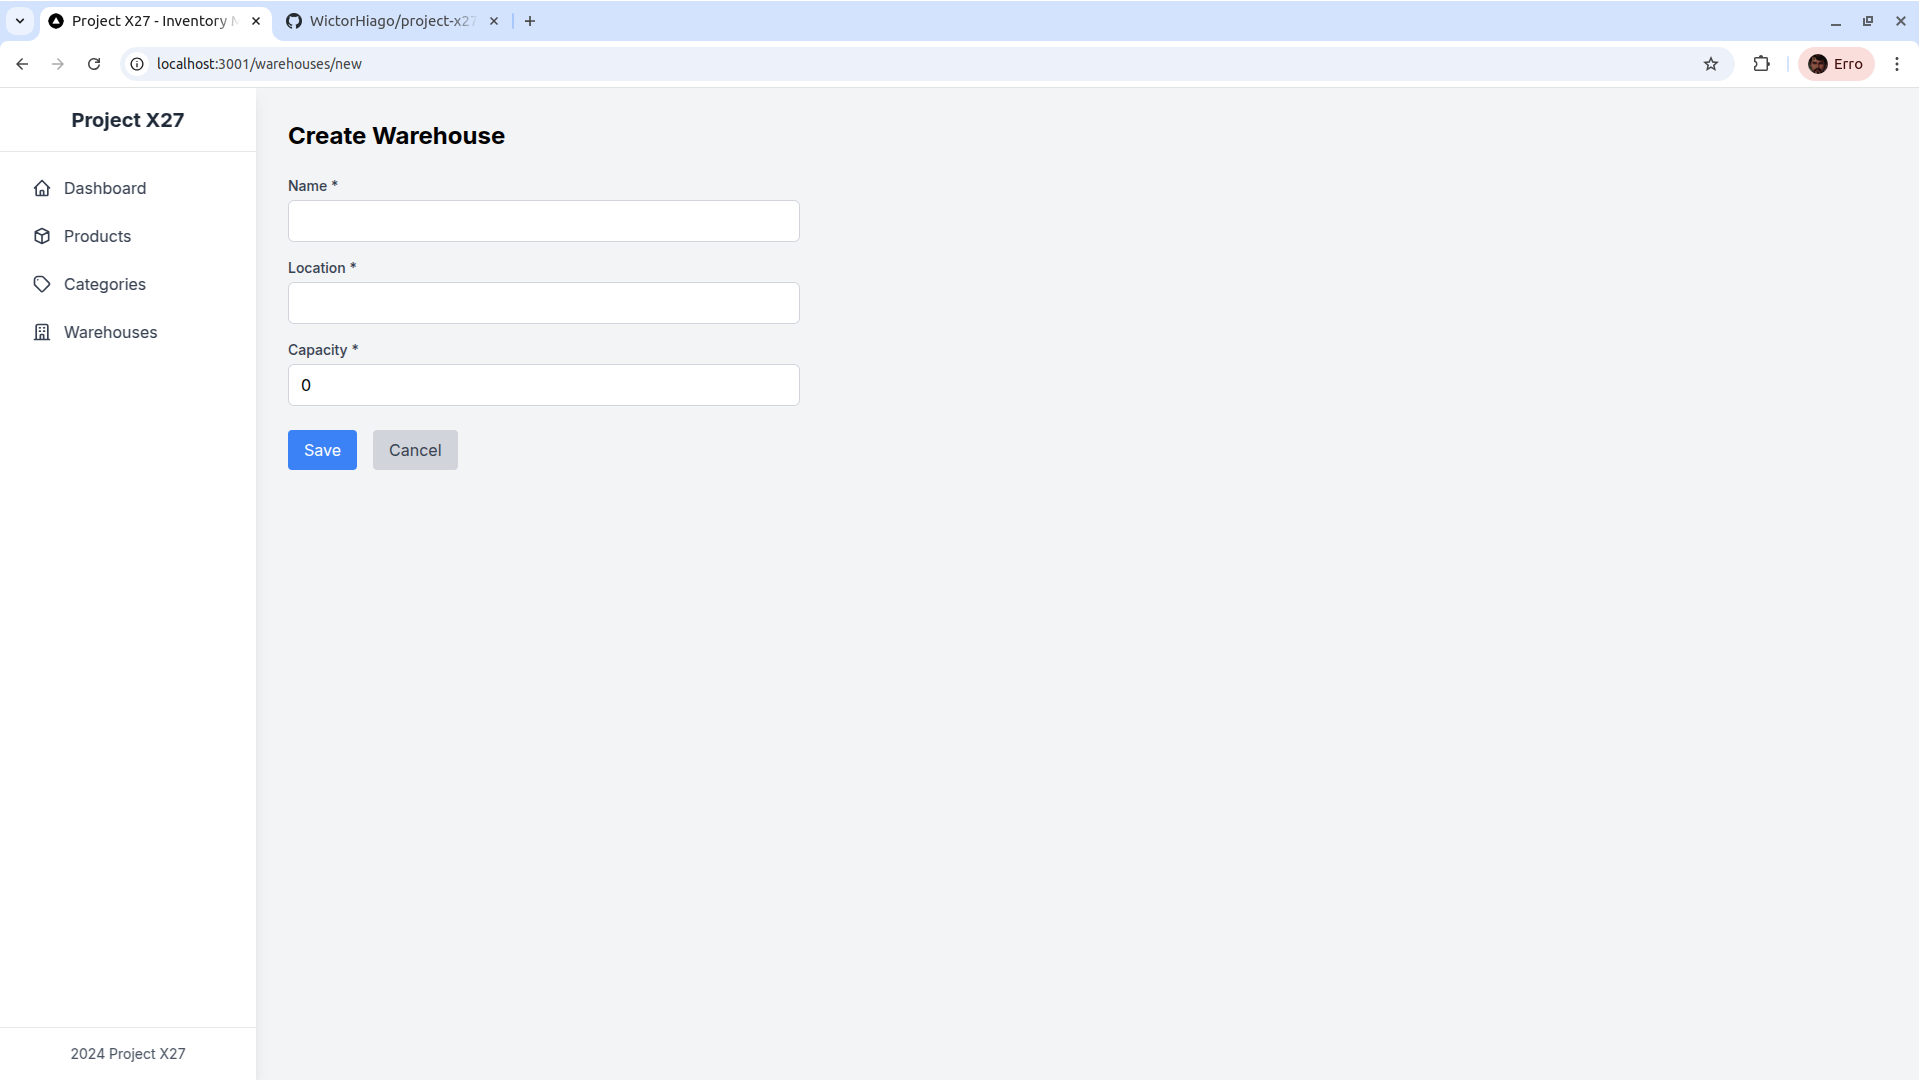 Project X27 - Inventory
WictorHiago/project-x27
localhost:3001/warehouses/new
Erro
Project X27
Dashboard
Products
Categories
Warehouses
2024 Project X27
Create Warehouse
Name *
Location *
Capacity *
0
Save
Cancel